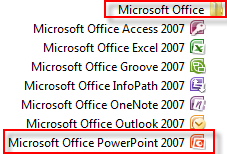 Microsoft Office
Microsoft Office Access 2007
Microsoft Office Excel 2007
Microsoft Office Groove 2007
Microsoft Office InfoPath 2007
Microsoft Office OneNote 2007
Microsoft Office Outlook 2007
Microsoft Office PowerPoint 2007